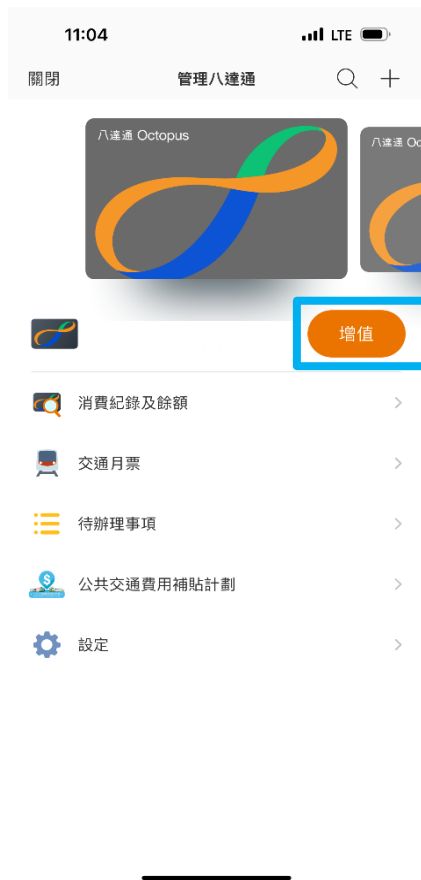 11:04 LTE
關閉 管理八達通
八達通 Octopus
八達通 Oc
增值
消費紀錄及餘額
交通月票
待辦理事項
公共交通費用補貼計劃
設定